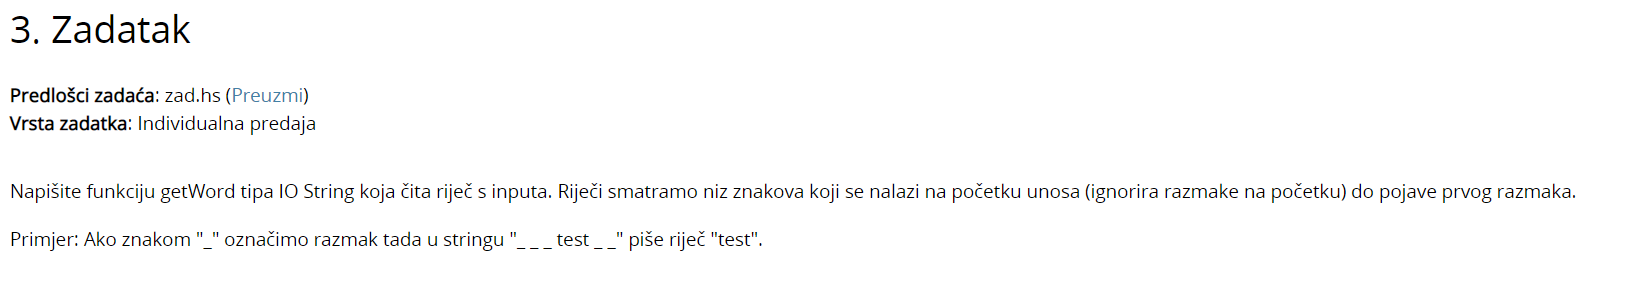 3. Zadatak
Predlošci zadaća: zad.hs (Preuzmi)
Vrsta zadatka: Individualna predaja
Napišite funkciju getWord tipa IO String koja čita riječ s inputa. Riječi smatramo niz znakova koji se nalazi na početku unosa (ignorira razmake na početku) do pojave prvog razmaka.
Primjer: Ako znakom "_" označimo razmak tada u stringu "_ _ _ test _ _" piše riječ "test".